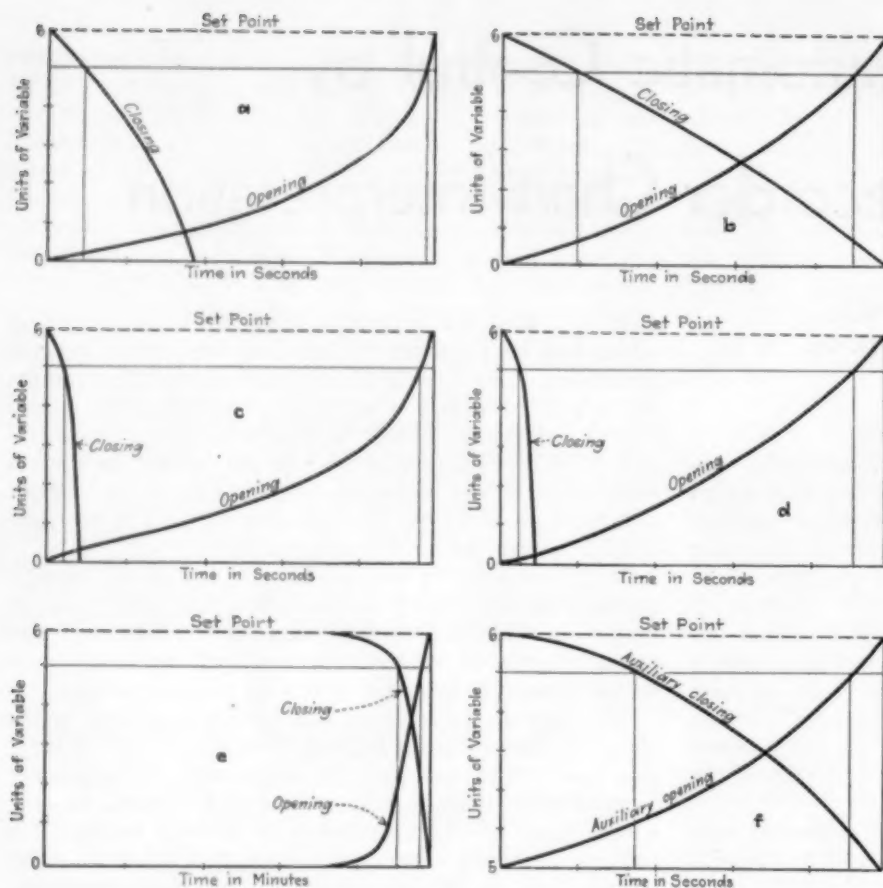 Set Point
6
Units of Variable
Closing
a
Opening
0
Time in Seconds
Set Point
6
Units of Variable
Closing
Opening
b
0
Time in Seconds
Set Point
6
Units of Variable
c
Closing
Opening
0
Time in Seconds
Set Point
6
Units of Variable
Closing
Opening
d
0
Time in Seconds
Set Point
6
Units of Variable
Closing
e
Opening
0
Time in Minutes
Set Point
6
Units of Variable
Auxiliary closing
Auxiliary opening
f
5
Time in Seconds